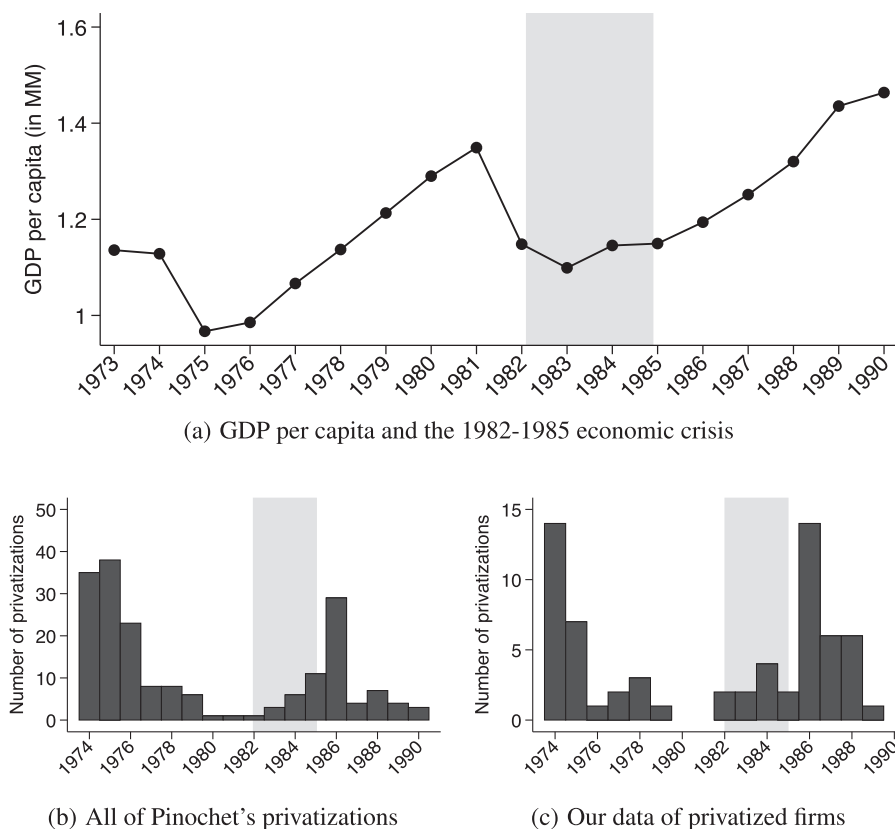 GDP per capita (in MM)
1.6
1.4
1.2
1
1973 1974 1975 1976 1977 1978 1979 1980 1981 1982 1983 1984 1985 1986 1987 1988 1989 1990
(a) GDP per capita and the 1982-1985 economic crisis
Number of privatizations
50
40
30
20
10
0
1974 1976 1978 1980 1982 1984 1986 1988 1990
(b) All of Pinochet's privatizations
Number of privatizations
15
10
5
0
1974 1976 1978 1980 1982 1984 1986 1988 1990
(c) Our data of privatized firms